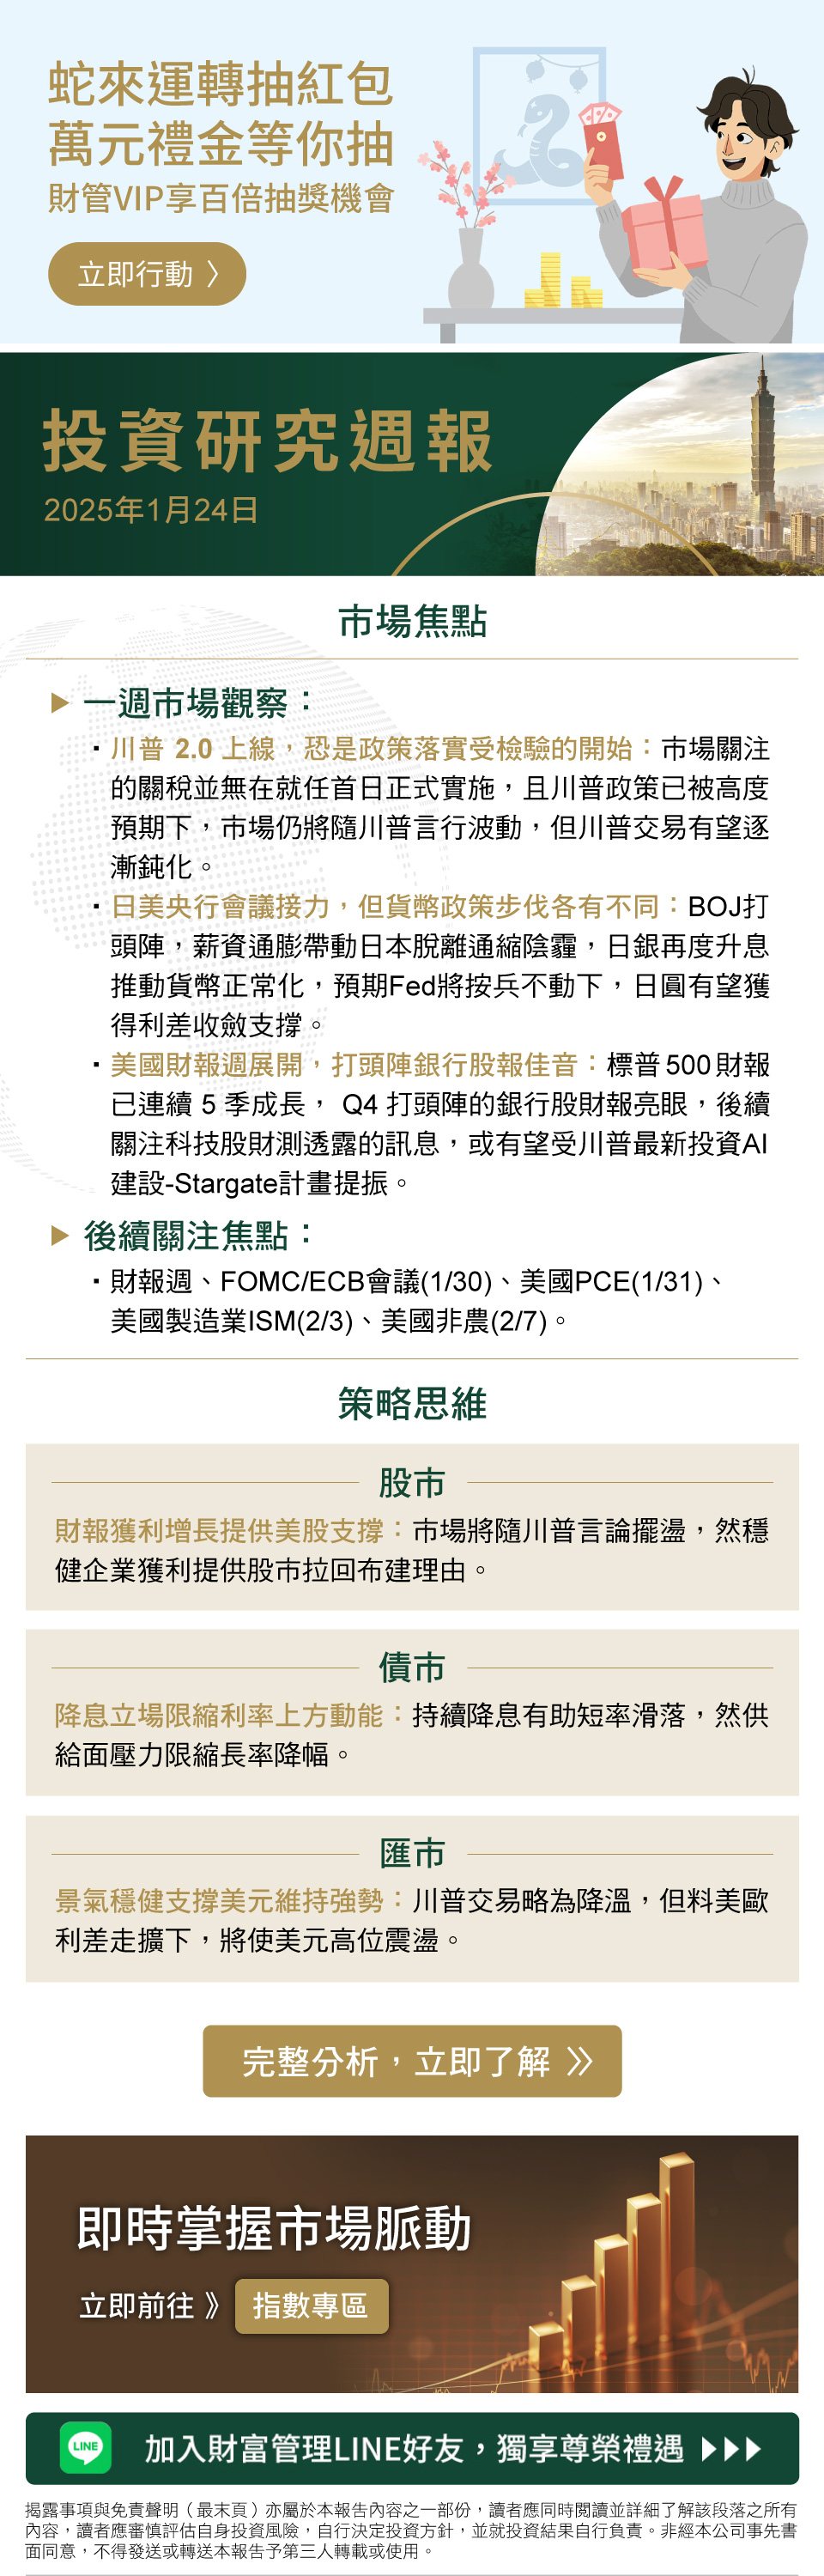 蛇來運轉抽紅包
萬元禮金等你抽
財管VIP享百倍抽獎機會
立即行動 〉
投資研究週報
2025年1月24日
市場焦點
▶ 一週市場觀察：
・川普 2.0 上線，恐是政策落實受檢驗的開始：市場關注
的關稅並無在就任首日正式實施，且川普政策已被高度
預期下，市場仍將隨川普言行波動，但川普交易有望逐
漸鈍化。
・日美央行會議接力，但貨幣政策步伐各有不同：BOJ打
頭陣，薪資通膨帶動日本脫離通縮陰霾，日銀再度升息
推動貨幣正常化，預期Fed將按兵不動下，日圓有望獲
得利差收斂支撐。
・美國財報週展開，打頭陣銀行股報佳音：標普500財報
已連續 5 季成長， Q4 打頭陣的銀行股財報亮眼，後續
關注科技股財測透露的訊息，或有望受川普最新投資AI
建設-Stargate計畫提振。
▶ 後續關注焦點：
・財報週、FOMC/ECB會議(1/30)、美國PCE(1/31)、
美國製造業ISM(2/3)、美國非農(2/7)。
策略思維
股市
財報獲利增長提供美股支撐：市場將隨川普言論擺盪，然穩
健企業獲利提供股市拉回布建理由。
債市
降息立場限縮利率上方動能：持續降息有助短率滑落，然供
給面壓力限縮長率降幅。
匯市
景氣穩健支撐美元維持強勢：川普交易略為降溫，但料美歐
利差走擴下，將使美元高位震盪。
完整分析，立即了解 》
即時掌握市場脈動
立即前往 》 指數專區
LINE 加入財富管理LINE好友，獨享尊榮禮遇 ▶▶▶
揭露事項與免責聲明（最末頁）亦屬於本報告內容之一部份，讀者應同時閱讀並詳細了解該段落之所有
內容，讀者應審慎評估自身投資風險，自行決定投資方針，並就投資結果自行負責。非經本公司事先書
面同意，不得發送或轉送本報告予第三人轉載或使用。